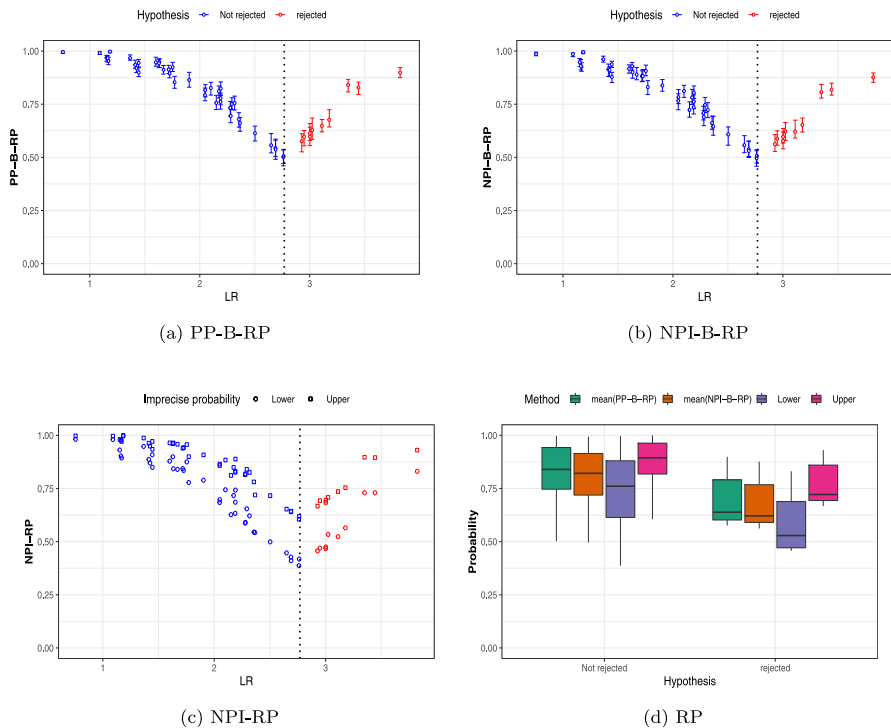 Hypothesis Not rejected rejected
1.00
0.75
0.50
0.25
0.00
PP−B−RP
1 2 3
LR
(a) PP-B-RP
Hypothesis Not rejected rejected
1.00
0.75
0.50
0.25
0.00
NPI−B−RP
1 2 3
LR
(b) NPI-B-RP
Imprecise probability Lower Upper
1.00
0.75
0.50
0.25
0.00
NPI−RP
1 2 3
LR
(c) NPI-RP
Method mean(PP−B−RP) mean(NPI−B−RP) Lower Upper
1.00
0.75
0.50
0.25
0.00
Probability
Not rejected rejected
Hypothesis
(d) RP